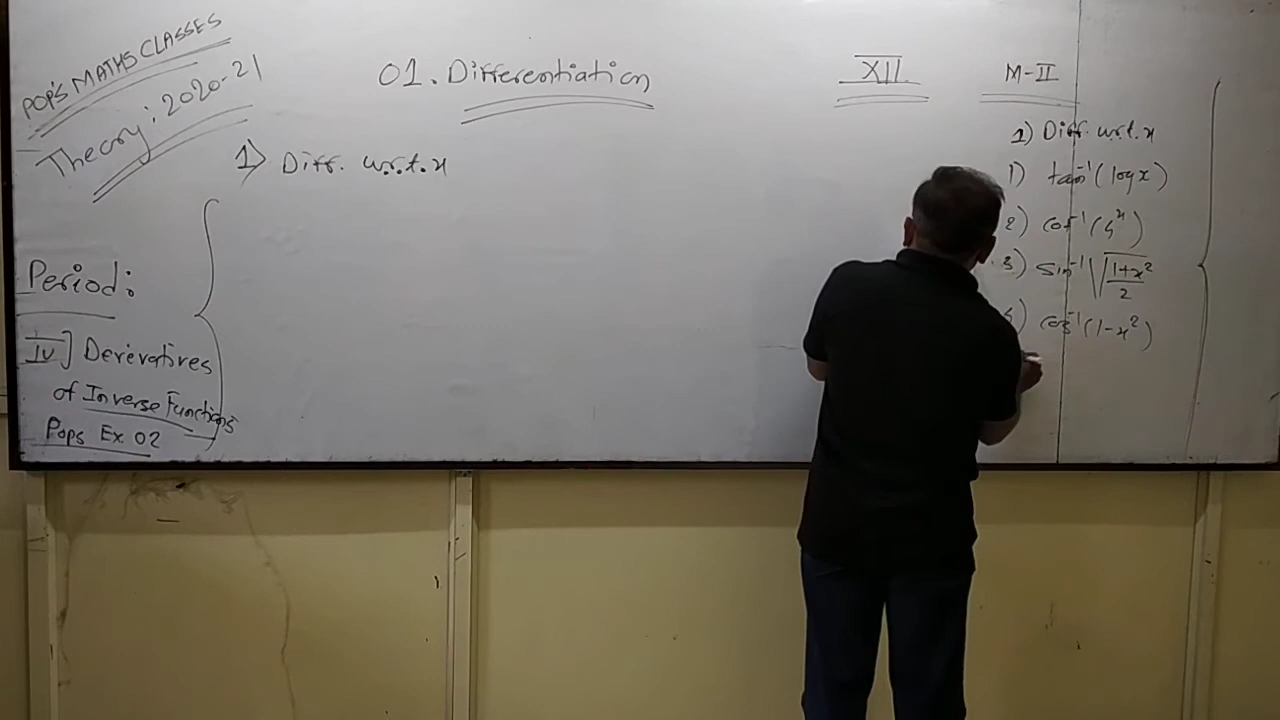 POP'S MATHS CLASSES
Theory: 2020-21
01. Differentiation
XII
M-II
1) Diff. w.r.t. x
Period:
IV] Derevatives
of Inverse Functions
Pops Ex. 02
1) Diff. w.r.t. x
1) tan⁻¹(log x)
2) cot⁻¹(
3) sin⁻¹√(1+x²/2)
) cos⁻¹(1-x²)